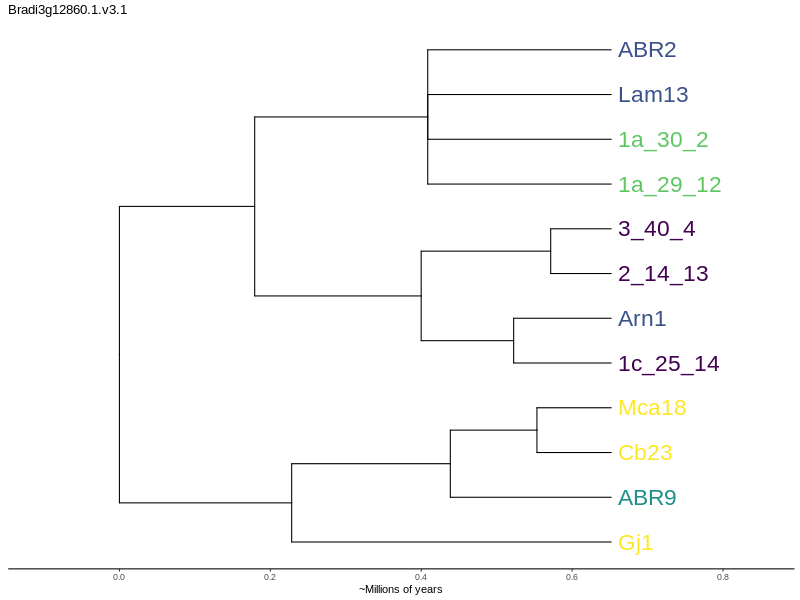 Bradi3g12860.1.v3.1
ABR2
Lam13
1a_30_2
1a_29_12
3_40_4
2_14_13
Arn1
1c_25_14
Mca18
Cb23
ABR9
Gj1
0.0 0.2 0.4 0.6 0.8
~Millions of years